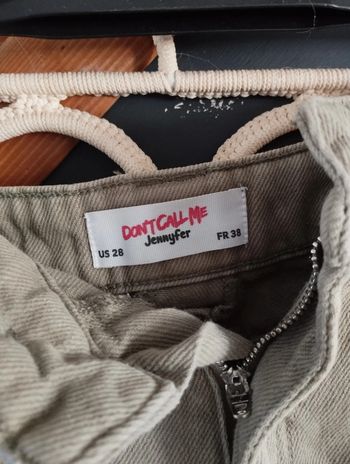 DON'T CALL ME
Jennyfer
US 28
FR 38